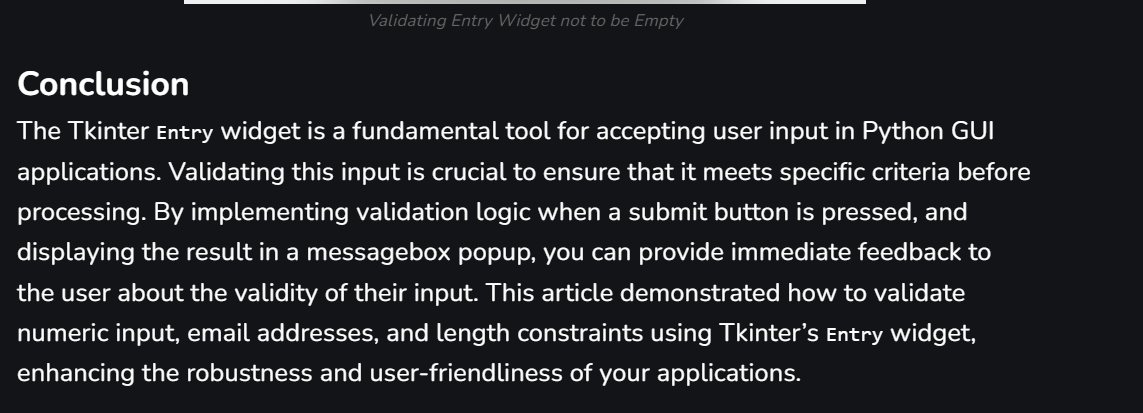 Validating Entry Widget not to be Empty
Conclusion
The Tkinter Entry widget is a fundamental tool for accepting user input in Python GUI
applications. Validating this input is crucial to ensure that it meets specific criteria before
processing. By implementing validation logic when a submit button is pressed, and
displaying the result in a messagebox popup, you can provide immediate feedback to
the user about the validity of their input. This article demonstrated how to validate
numeric input, email addresses, and length constraints using Tkinter’s Entry widget,
enhancing the robustness and user-friendliness of your applications.